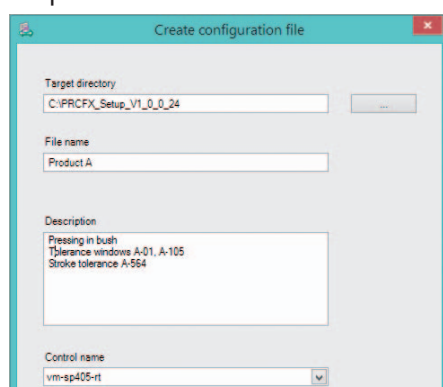 Create configuration file
Target directory
C:\PRCFX_Setup_V1_0_0_24
...
File name
Product A
Description
Pressing in bush
Tolerance windows A-01, A-105
Stroke tolerance A-564
Control name
vm-sp405-rt